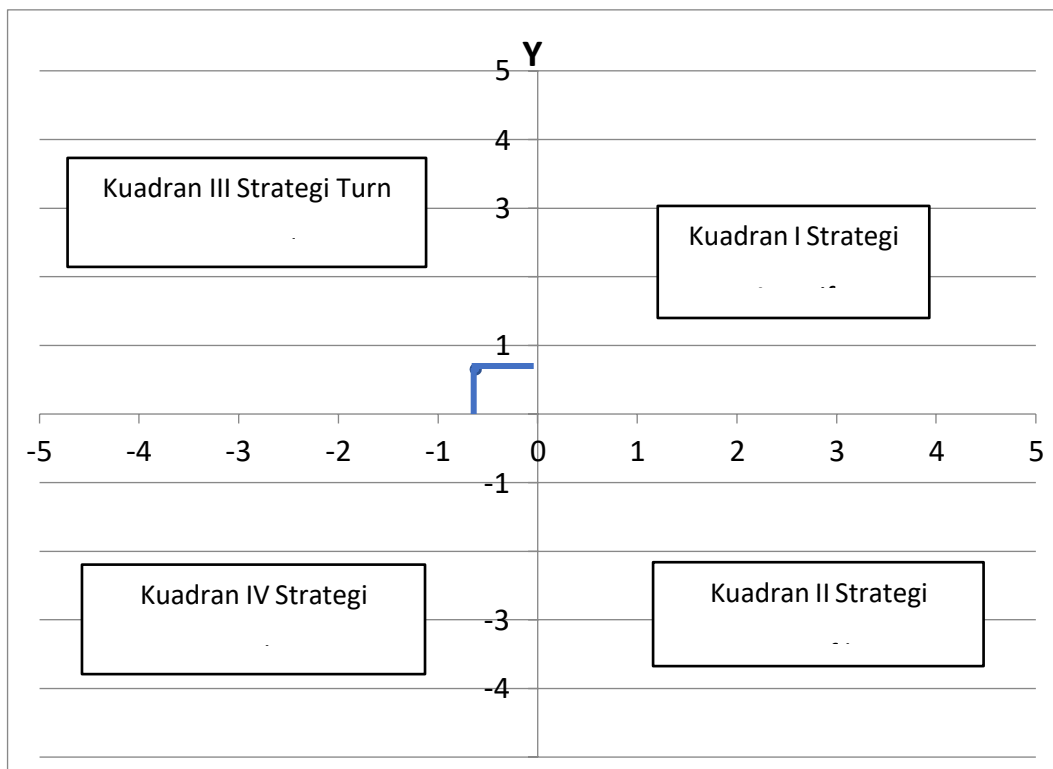 Y
5
4
Kuadran III Strategi Turn
3
Kuadran I Strategi
1
-5 -4 -3 -2 -1 0 1 2 3 4 5
-1
Kuadran IV Strategi
Kuadran II Strategi
-3
-4